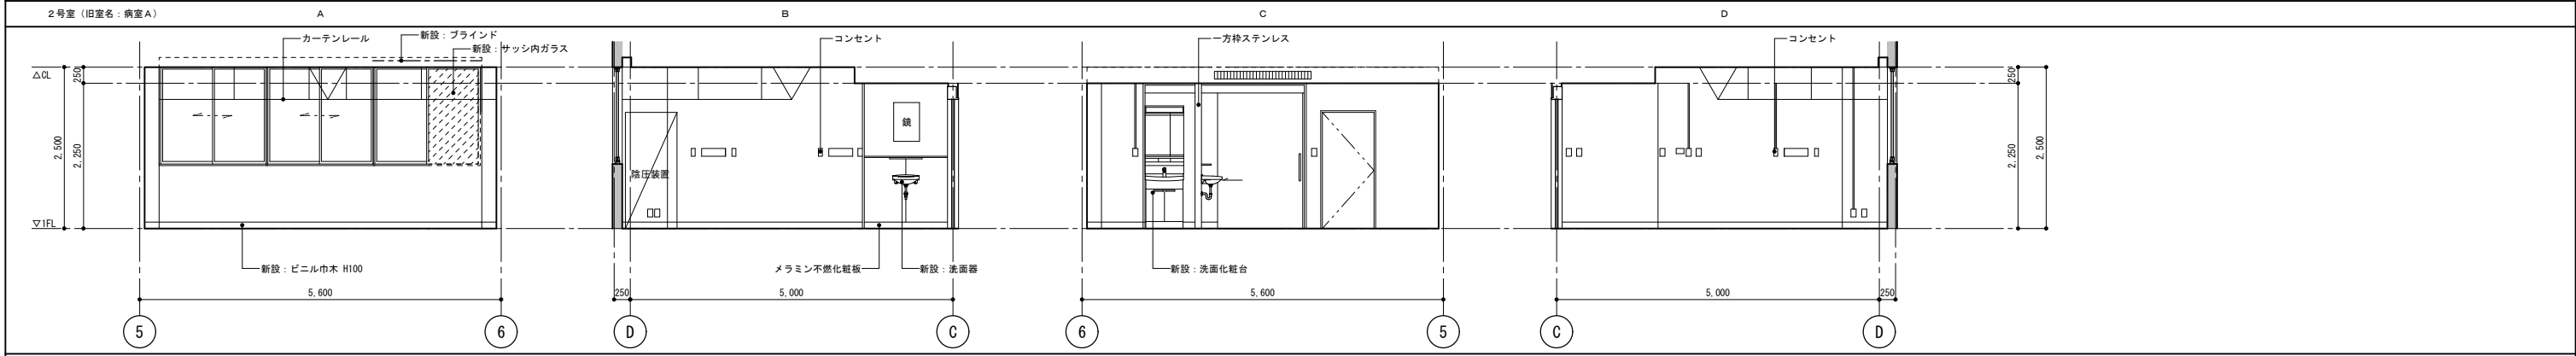 ２号室（旧室名：病室Ａ）
A
B
C
D
カーテンレール
新設：ブラインド
新設：サッシ内ガラス
コンセント
一方枠ステンレス
コンセント
△CL
▽1FL
2,500
250
2,250
鏡
陰圧装置
250
2,250
2,500
新設：ビニル巾木 H100
メラミン不燃化粧板
新設：洗面器
新設：洗面化粧台
5,600
250
5,000
5,600
5,000
250
5
6
D
C
6
5
C
D